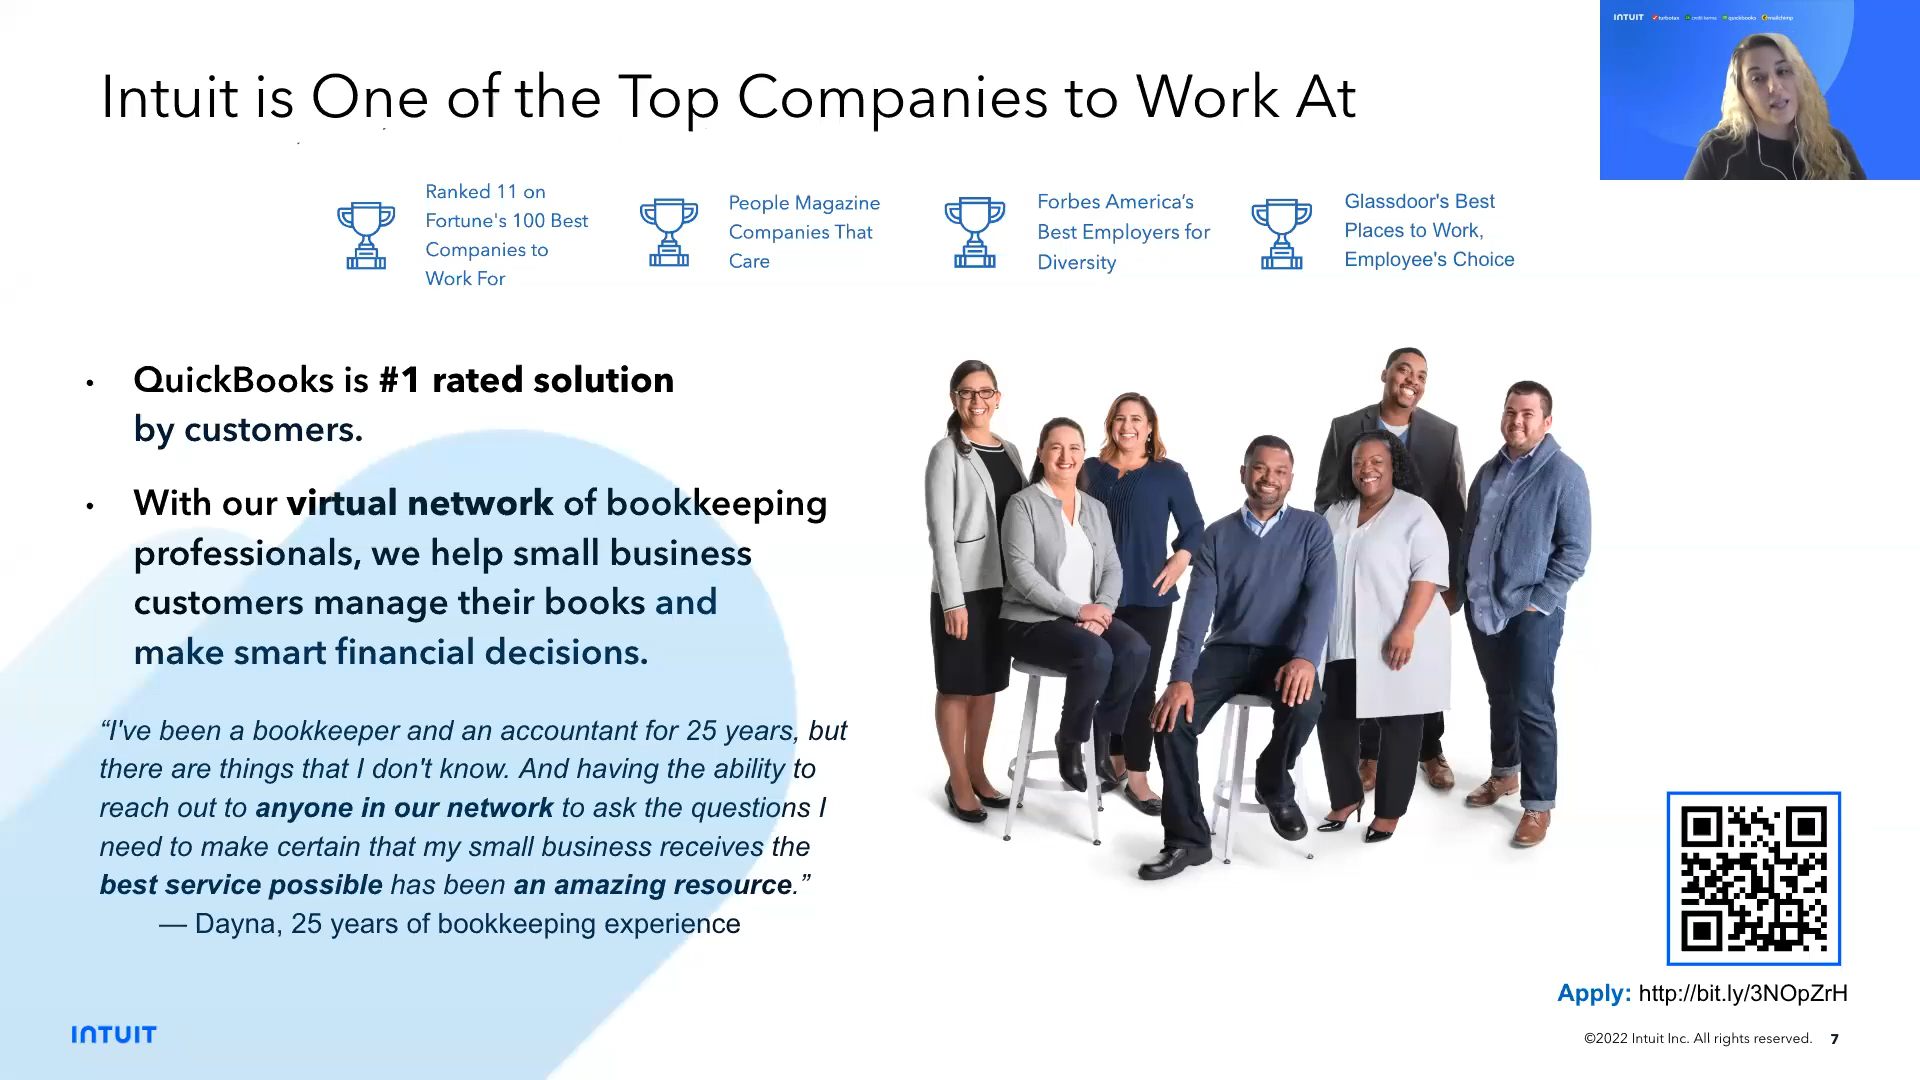 INTUIT turbotax creditkarma quickbooks mailchimp
Intuit is One of the Top Companies to Work At
Ranked 11 on
Fortune's 100 Best
Companies to
Work For
People Magazine
Companies That
Care
Forbes America's
Best Employers for
Diversity
Glassdoor's Best
Places to Work,
Employee's Choice
• QuickBooks is #1 rated solution
by customers.
• With our virtual network of bookkeeping
professionals, we help small business
customers manage their books and
make smart financial decisions.
“I've been a bookkeeper and an accountant for 25 years, but
there are things that I don't know. And having the ability to
reach out to anyone in our network to ask the questions I
need to make certain that my small business receives the
best service possible has been an amazing resource.”
— Dayna, 25 years of bookkeeping experience
Apply: http://bit.ly/3NOpZrH
INTUIT
©2022 Intuit Inc. All rights reserved. 7